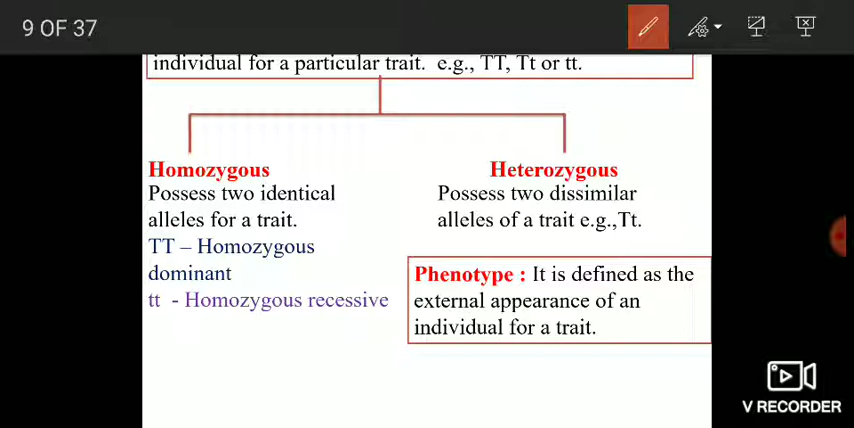 9 OF 37
individual for a particular trait. e.g., TT, Tt or tt.
Homozygous
Possess two identical
alleles for a trait.
TT – Homozygous
dominant
tt - Homozygous recessive
Heterozygous
Possess two dissimilar
alleles of a trait e.g.,Tt.
Phenotype : It is defined as the
external appearance of an
individual for a trait.
V RECORDER